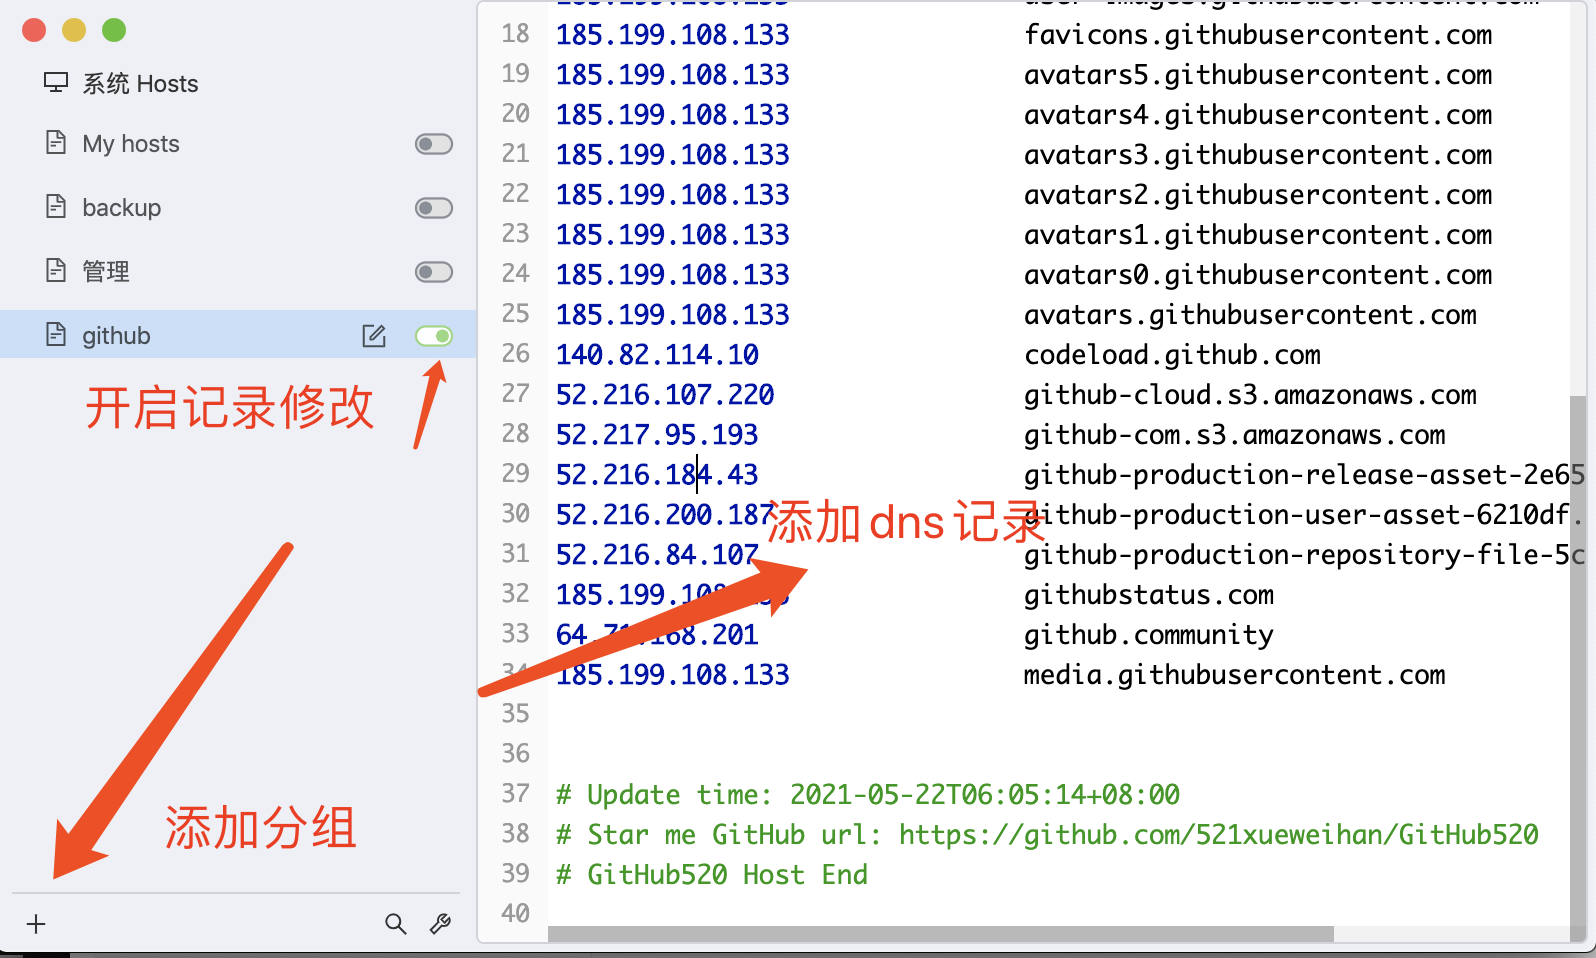 系统 Hosts
My hosts
backup
管理
github
开启记录修改
添加分组
18 185.199.108.133 favicons.githubusercontent.com
19 185.199.108.133 avatars5.githubusercontent.com
20 185.199.108.133 avatars4.githubusercontent.com
21 185.199.108.133 avatars3.githubusercontent.com
22 185.199.108.133 avatars2.githubusercontent.com
23 185.199.108.133 avatars1.githubusercontent.com
24 185.199.108.133 avatars0.githubusercontent.com
25 185.199.108.133 avatars.githubusercontent.com
26 140.82.114.10 codeload.github.com
27 52.216.107.220 github-cloud.s3.amazonaws.com
28 52.217.95.193 github-com.s3.amazonaws.com
29 52.216.184.43 github-production-release-asset-2e65
30 52.216.200.187 github-production-user-asset-6210df.
添加dns记录
31 52.216.84.107 github-production-repository-file-5c
32 185.199.108.133 githubstatus.com
33 64.71.168.201 github.community
34 185.199.108.133 media.githubusercontent.com
35
36
37 # Update time: 2021-05-22T06:05:14+08:00
38 # Star me GitHub url: https://github.com/521xueweihan/GitHub520
39 # GitHub520 Host End
40